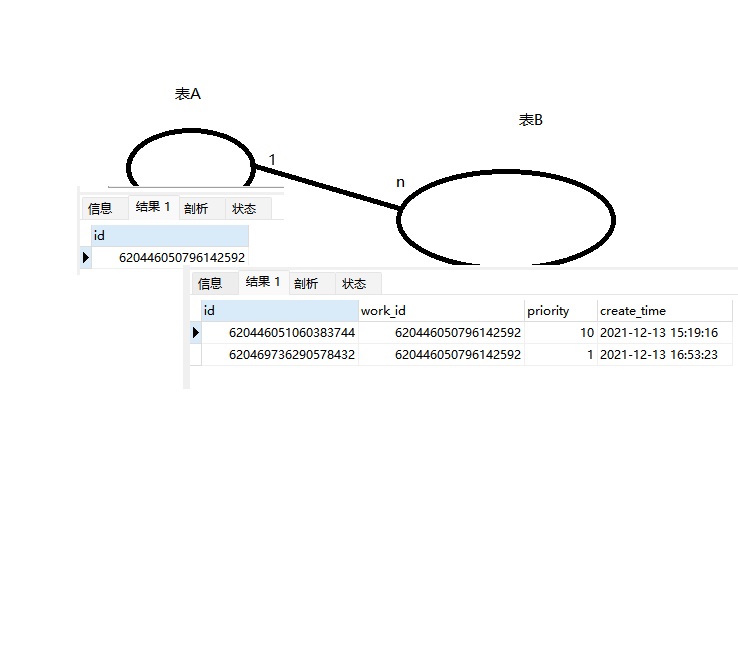 表A
表B
1
n
信息 结果 1 剖析 状态
id
620446050796142592
信息 结果 1 剖析 状态
id work_id priority create_time
620446051060383744 620446050796142592 10 2021-12-13 15:19:16
620469736290578432 620446050796142592 1 2021-12-13 16:53:23